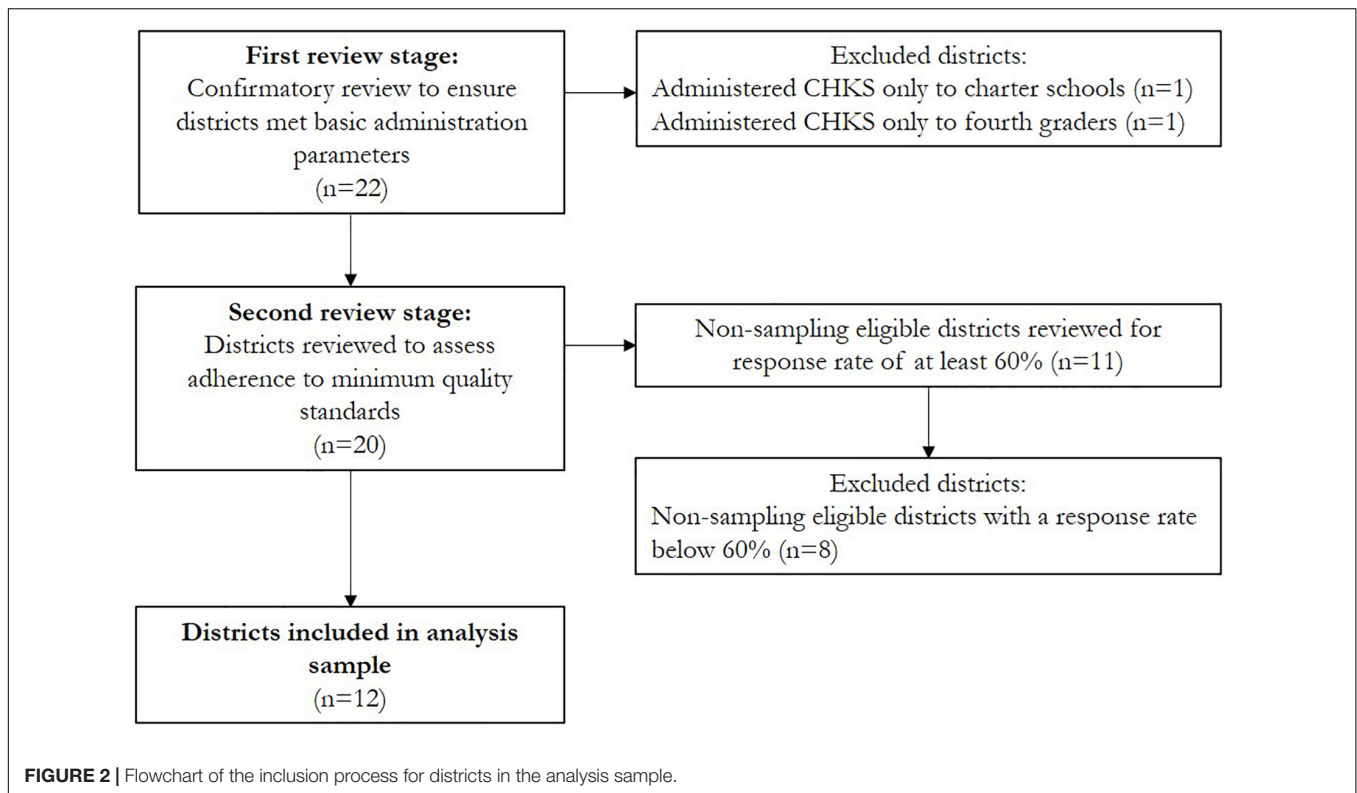 First review stage:
Confirmatory review to ensure
districts met basic administration
parameters
(n=22)
Excluded districts:
Administered CHKS only to charter schools (n=1)
Administered CHKS only to fourth graders (n=1)
Second review stage:
Districts reviewed to assess
adherence to minimum quality
standards
(n=20)
Non-sampling eligible districts reviewed for
response rate of at least 60% (n=11)
Excluded districts:
Non-sampling eligible districts with a response rate
below 60% (n=8)
Districts included in analysis
sample
(n=12)
FIGURE 2 | Flowchart of the inclusion process for districts in the analysis sample.